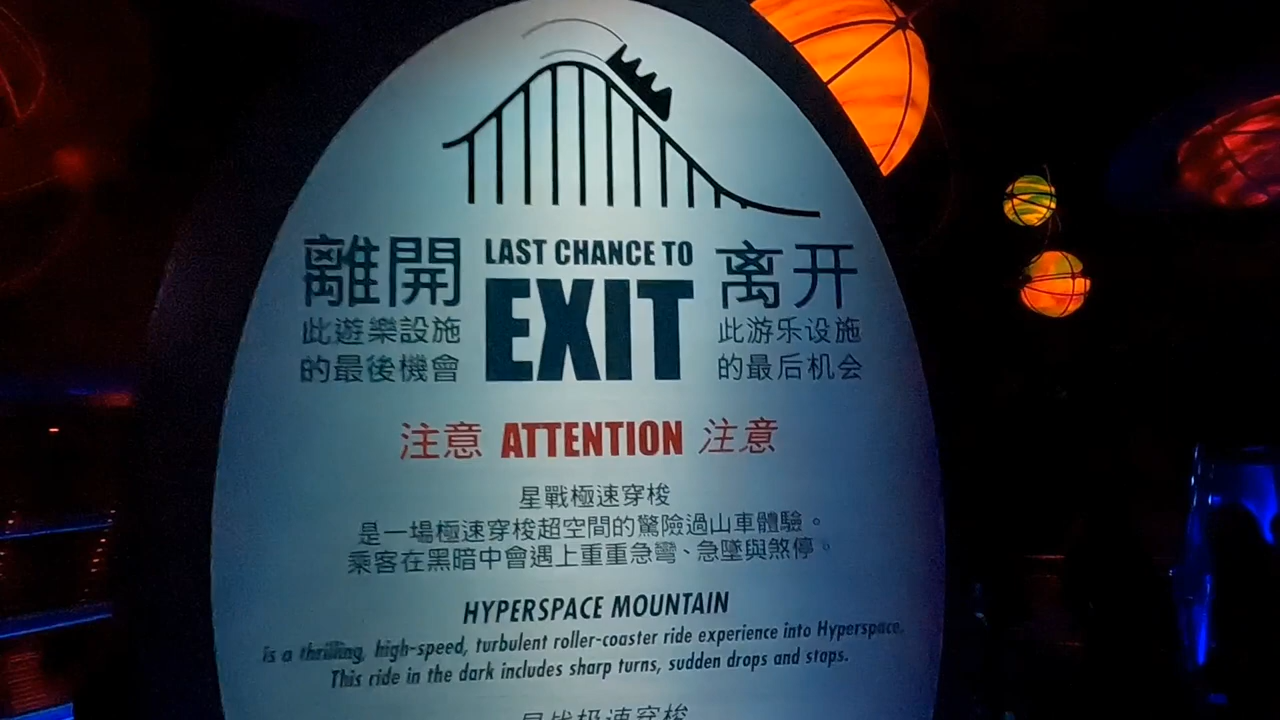 離開 LAST CHANCE TO EXIT 离开
此遊樂設施
的最後機會
此游乐设施
的最后机会
注意 ATTENTION 注意
星戰極速穿梭
是一場極速穿梭超空間的驚險過山車體驗。
乘客在黑暗中會遇上重重急彎、急墜與煞停。
HYPERSPACE MOUNTAIN
is a thrilling, high-speed, turbulent roller-coaster ride experience into Hyperspace.
This ride in the dark includes sharp turns, sudden drops and stops.
星战极速穿梭